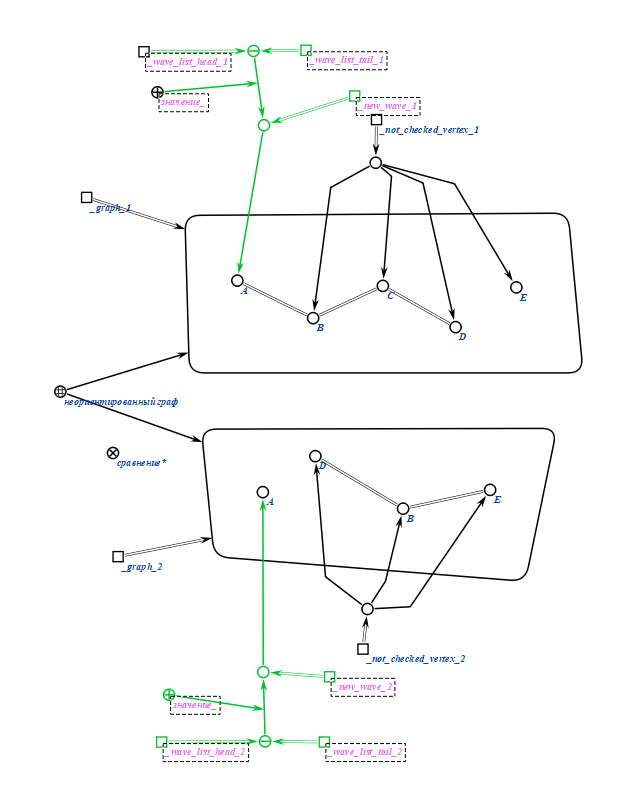 _wave_list_head_1
_wave_list_tail_1
значение_
_new_wave_1
_not_checked_vertex_1
_graph_1
A
B
C
D
E
неориентированный граф
сравнение*
D
A
B
E
_graph_2
_not_checked_vertex_2
_new_wave_2
значение_
_wave_list_head_2
_wave_list_tail_2